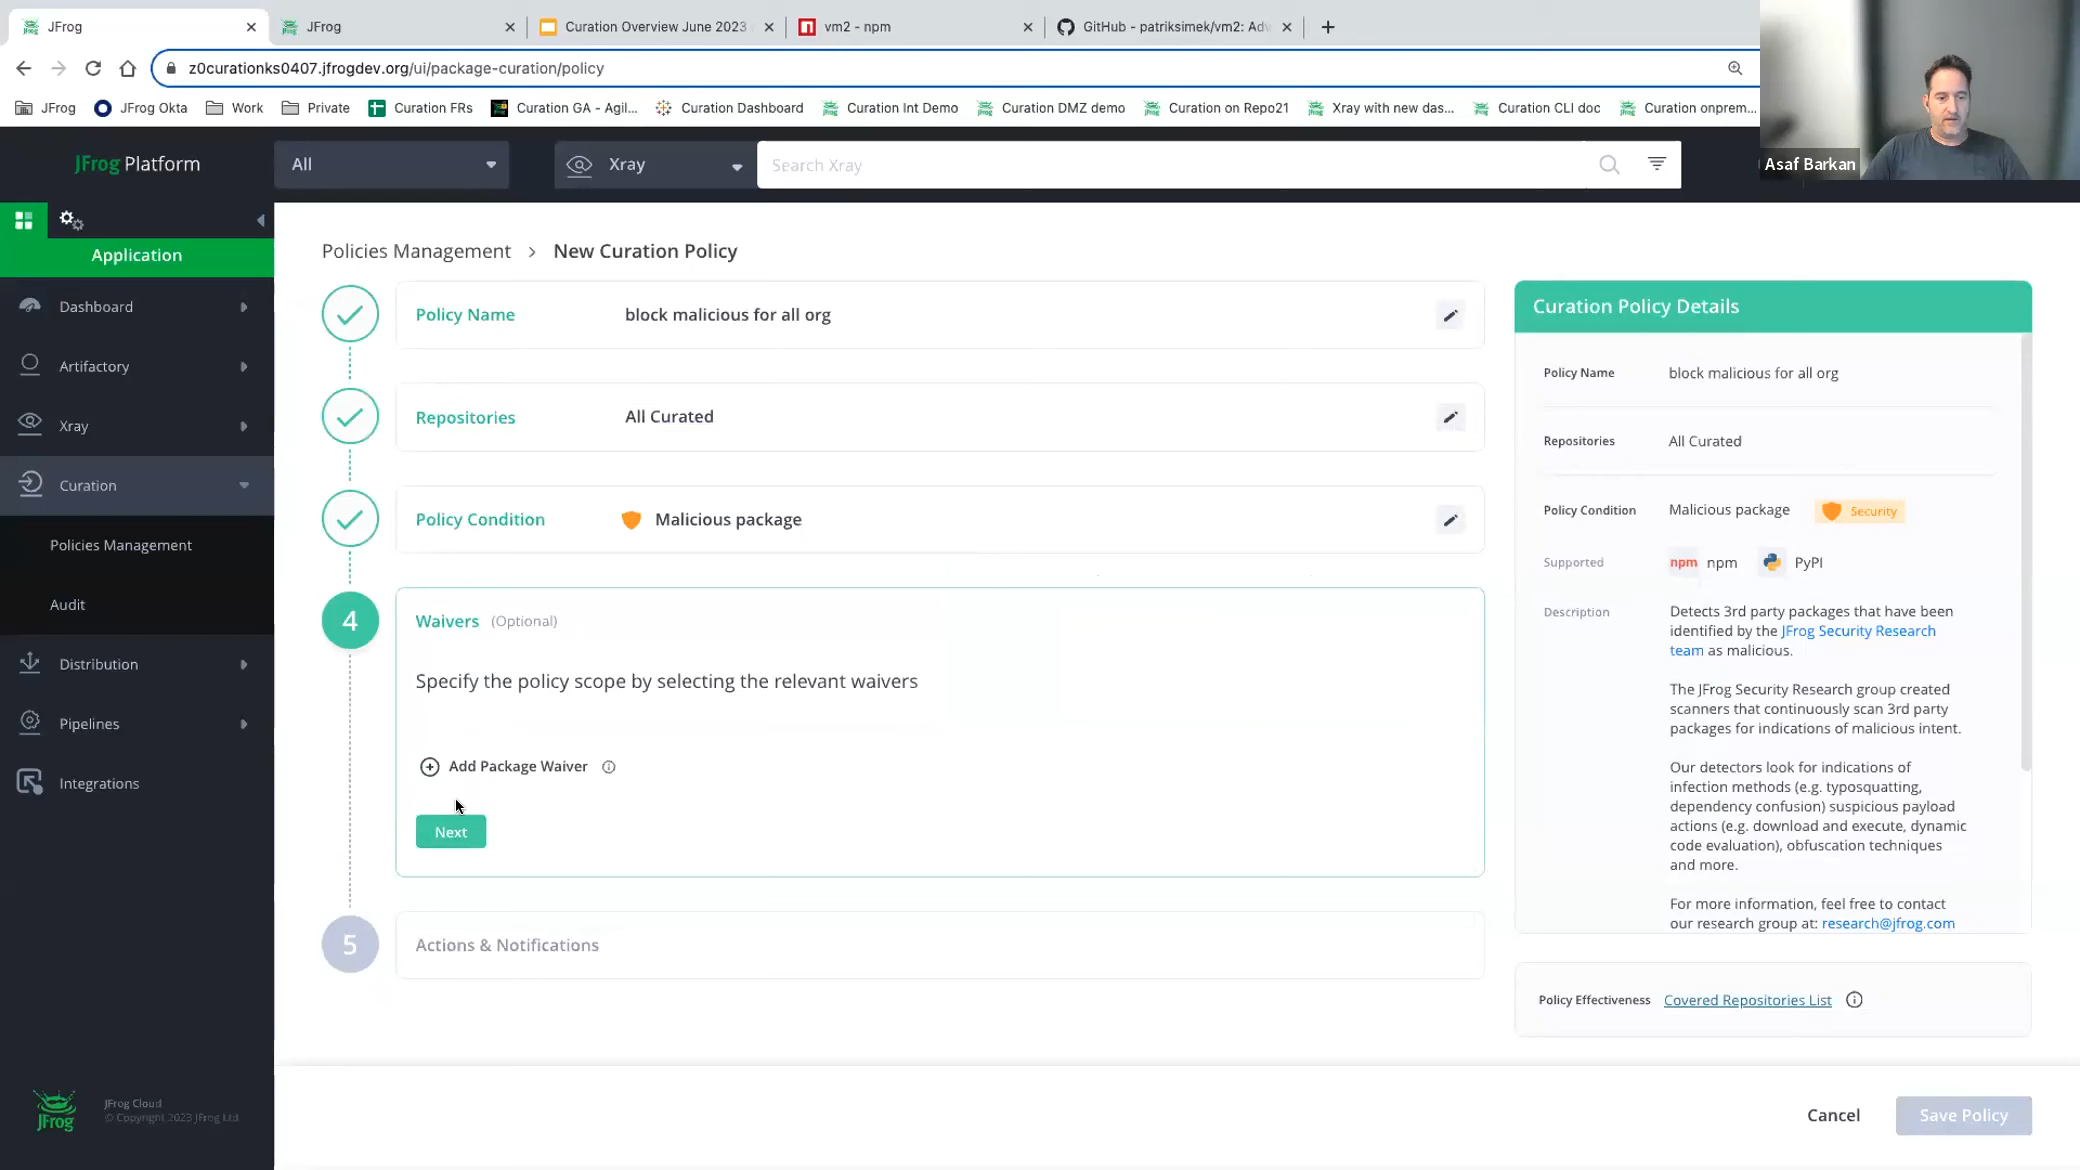 JFrog
JFrog
Curation Overview June 2023
vm2 - npm
GitHub - patriksimek/vm2: Adv
z0curationks0407.jfrogdev.org/ui/package-curation/policy
JFrog
JFrog Okta
Work
Private
Curation FRs
Curation GA - Agil...
Curation Dashboard
Curation Int Demo
Curation DMZ demo
Curation on Repo21
Xray with new das...
Curation CLI doc
Curation onprem...
JFrog Platform
All
Xray
Search Xray
Asaf Barkan
Application
Dashboard
Artifactory
Xray
Curation
Policies Management
Audit
Distribution
Pipelines
Integrations
JFrog
JFrog Cloud
© Copyright 2023 JFrog Ltd
Policies Management > New Curation Policy
Policy Name block malicious for all org
Repositories All Curated
Policy Condition Malicious package
4 Waivers (Optional)
Specify the policy scope by selecting the relevant waivers
Add Package Waiver
Next
5 Actions & Notifications
Curation Policy Details
Policy Name block malicious for all org
Repositories All Curated
Policy Condition Malicious package Security
Supported npm npm PyPI
Description Detects 3rd party packages that have been
identified by the JFrog Security Research
team as malicious.
The JFrog Security Research group created
scanners that continuously scan 3rd party
packages for indications of malicious intent.
Our detectors look for indications of
infection methods (e.g. typosquatting,
dependency confusion) suspicious payload
actions (e.g. download and execute, dynamic
code evaluation), obfuscation techniques
and more.
For more information, feel free to contact
our research group at: research@jfrog.com
Policy Effectiveness Covered Repositories List
Cancel
Save Policy